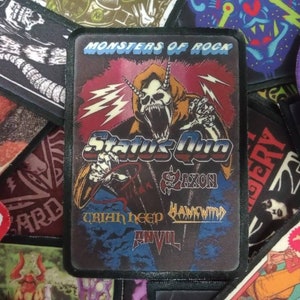 MONSTERS OF ROCK
Status Quo
SAXON
URIAH HEEP HAWKWIND
ANVIL